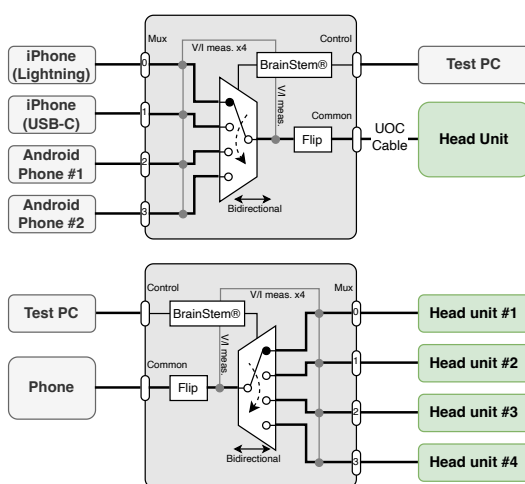 Mux
V/I meas. x4
Control
iPhone
(Lightning)
0
BrainStem®
Test PC
iPhone
(USB-C)
1
V/I meas.
Common
Flip
UOC
Cable
Head Unit
Android
Phone #1
2
Android
Phone #2
3
Bidirectional
Control
V/I meas. x4
Mux
Test PC
BrainStem®
0
Head unit #1
V/I meas.
Common
1
Head unit #2
Phone
Flip
2
Head unit #3
Bidirectional
3
Head unit #4